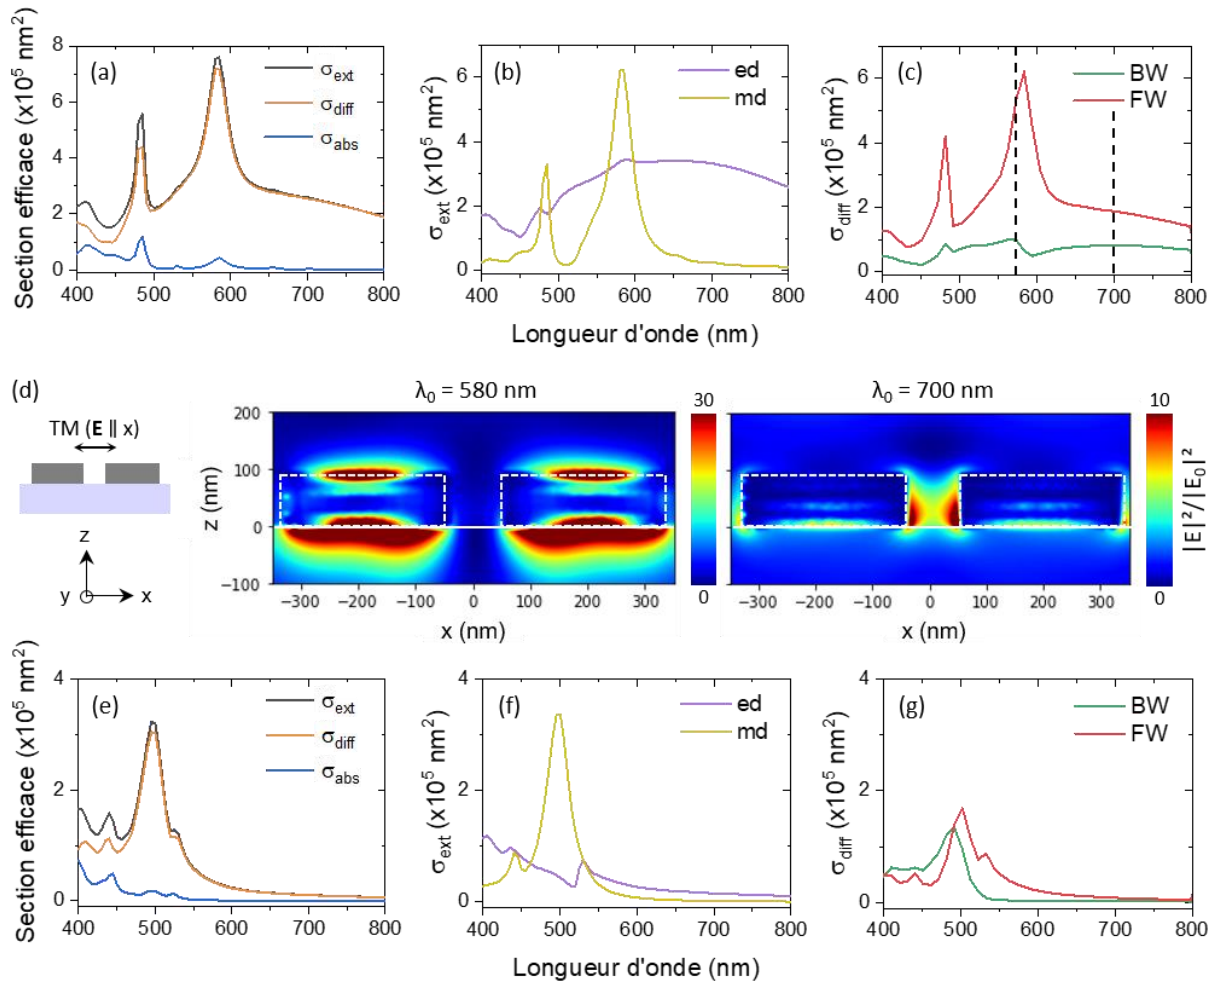 (a)
σext
σdiff
σabs
Section efficace (x10⁵ nm²)
8
6
4
2
0
400 500 600 700 800
(b)
ed
md
σext (x10⁵ nm²)
6
4
2
0
400 500 600 700 800
(c)
BW
FW
σdiff (x10⁵ nm²)
6
4
2
0
400 500 600 700 800
Longueur d'onde (nm)
(d)
TM (E ∥ x)
z
y
x
λ₀ = 580 nm
z (nm)
200
100
0
−100
−300 −200 −100 0 100 200 300
x (nm)
30
0
λ₀ = 700 nm
−300 −200 −100 0 100 200 300
x (nm)
10
0
|E|²/|E₀|²
(e)
σext
σdiff
σabs
Section efficace (x10⁵ nm²)
4
2
0
400 500 600 700 800
(f)
ed
md
σext (x10⁵ nm²)
4
2
0
400 500 600 700 800
(g)
BW
FW
σdiff (x10⁵ nm²)
4
2
0
400 500 600 700 800
Longueur d'onde (nm)